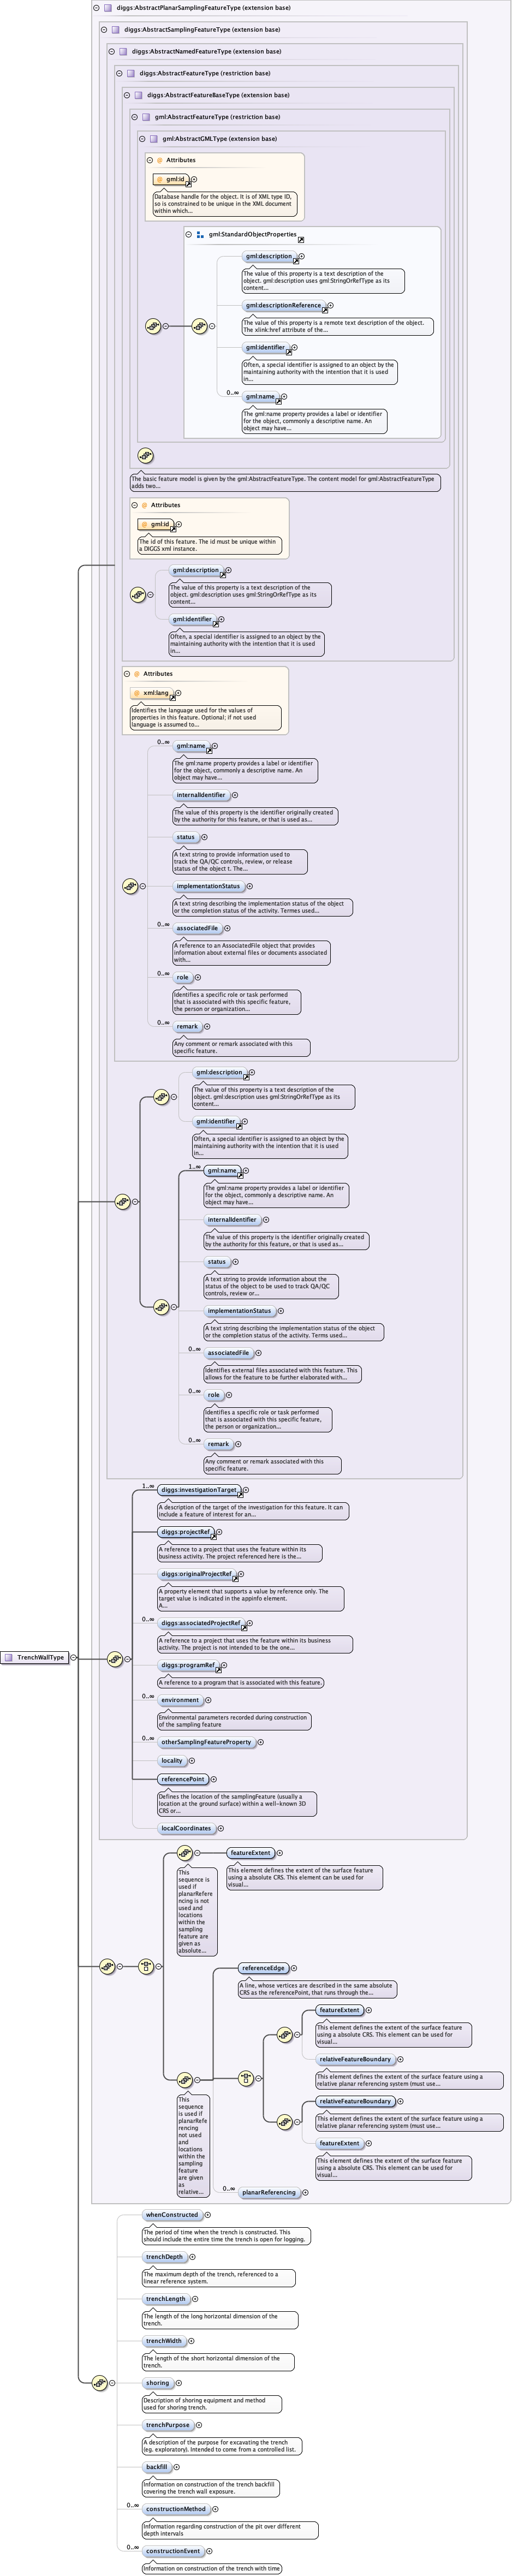 diggs:AbstractPlanarSamplingFeatureType (extension base)
diggs:AbstractSamplingFeatureType (extension base)
diggs:AbstractNamedFeatureType (extension base)
diggs:AbstractFeatureType (restriction base)
diggs:AbstractFeatureBaseType (extension base)
gml:AbstractFeatureType (restriction base)
gml:AbstractGMLType (extension base)
Attributes
gml:id
Database handle for the object. It is of XML type ID,
so is constrained to be unique in the XML document
within which...
gml:StandardObjectProperties
gml:description
The value of this property is a text description of the
object. gml:description uses gml:StringOrRefType as its
content...
gml:descriptionReference
The value of this property is a remote text description of the object.
The xlink:href attribute of the...
gml:identifier
Often, a special identifier is assigned to an object by the
maintaining authority with the intention that it is used
in...
0..∞
gml:name
The gml:name property provides a label or identifier
for the object, commonly a descriptive name. An
object may have...
The basic feature model is given by the gml:AbstractFeatureType. The content model for gml:AbstractFeatureType
adds two...
Attributes
gml:id
The id of this feature. The id must be unique within
a DIGGS xml instance.
gml:description
The value of this property is a text description of the
object. gml:description uses gml:StringOrRefType as its
content...
gml:identifier
Often, a special identifier is assigned to an object by the
maintaining authority with the intention that it is used
in...
Attributes
xml:lang
Identifies the language used for the values of
properties in this feature. Optional; if not used
language is assumed to...
0..∞
gml:name
The gml:name property provides a label or identifier
for the object, commonly a descriptive name. An
object may have...
internalIdentifier
The value of this property is the identifier originally created
by the authority for this feature, or that is used as...
status
A text string to provide information used to
track the QA/QC controls, review, or release
status of the object t. The...
implementationStatus
A text string describing the implementation status of the object
or the completion status of the activity. Termes used...
0..∞
associatedFile
A reference to an AssociatedFile object that provides
information about external files or documents associated
with...
0..∞
role
Identifies a specific role or task performed
that is associated with this specific feature,
the person or organization...
0..∞
remark
Any comment or remark associated with this
specific feature.
gml:description
The value of this property is a text description of the
object. gml:description uses gml:StringOrRefType as its
content...
gml:identifier
Often, a special identifier is assigned to an object by the
maintaining authority with the intention that it is used
in...
1..∞
gml:name
The gml:name property provides a label or identifier
for the object, commonly a descriptive name. An
object may have...
internalIdentifier
The value of this property is the identifier originally created
by the authority for this feature, or that is used as...
status
A text string to provide information about the
status of the object to be used to track QA/QC
controls, review or...
implementationStatus
A text string describing the implementation status of the object
or the completion status of the activity. Terms used...
0..∞
associatedFile
Identifies external files associated with this feature. This
allows for the feature to be further elaborated with...
0..∞
role
Identifies a specific role or task performed
that is associated with this specific feature,
the person or organization...
0..∞
remark
Any comment or remark associated with this
specific feature.
1..∞
diggs:investigationTarget
A description of the target of the investigation for this feature. It can
include a feature of interest for an...
diggs:projectRef
A reference to a project that uses the feature within its
business activity. The project referenced here is the...
diggs:originalProjectRef
A property element that supports a value by reference only. The
target value is indicated in the appinfo element.
A...
0..∞
diggs:associatedProjectRef
A reference to a project that uses the feature within its business
activity. The project is not intended to be the one...
diggs:programRef
A reference to a program that is associated with this feature.
0..∞
environment
Environmental parameters recorded during construction
of the sampling feature
0..∞
otherSamplingFeatureProperty
locality
referencePoint
Defines the location of the samplingFeature (usually a
location at the ground surface) within a well-known 3D
CRS or...
localCoordinates
TrenchWallType
featureExtent
This element defines the extent of the surface feature
using a absolute CRS. This element can be used for
visual...
This
sequence is
used if
planarRefere
ncing is not
used and
locations
within the
sampling
feature are
given as
absolute...
referenceEdge
A line, whose vertices are described in the same absolute
CRS as the referencePoint, that runs through the...
featureExtent
This element defines the extent of the surface feature
using a absolute CRS. This element can be used for
visual...
relativeFeatureBoundary
This element defines the extent of the surface feature using a
relative planar referencing system (must use...
relativeFeatureBoundary
This element defines the extent of the surface feature using a
relative planar referencing system (must use...
featureExtent
This element defines the extent of the surface feature
using a absolute CRS. This element can be used for
visual...
This
sequence
is used if
planarRefe
rencing
not used
and
locations
within the
sampling
feature
are given
as
relative...
0..∞
planarReferencing
whenConstructed
The period of time when the trench is constructed. This
should include the entire time the trench is open for logging.
trenchDepth
The maximum depth of the trench, referenced to a
linear reference system.
trenchLength
The length of the long horizontal dimension of the
trench.
trenchWidth
The length of the short horizontal dimension of the
trench.
shoring
Description of shoring equipment and method
used for shoring trench.
trenchPurpose
A description of the purpose for excavating the trench
(eg. exploratory). Intended to come from a controlled list.
backfill
Information on construction of the trench backfill
covering the trench wall exposure.
0..∞
constructionMethod
Information regarding construction of the pit over different
depth intervals
0..∞
constructionEvent
Information on construction of the trench with time